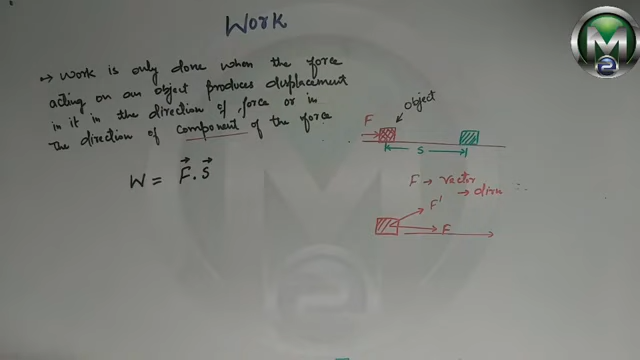 Work
→ Work is only done when the force
acting on an object produces displacement
in it in the direction of force or in
the direction of component of the force
W = F⃗ . S⃗
object
F
S
F → vector
→ dirn
F'
F
M
2